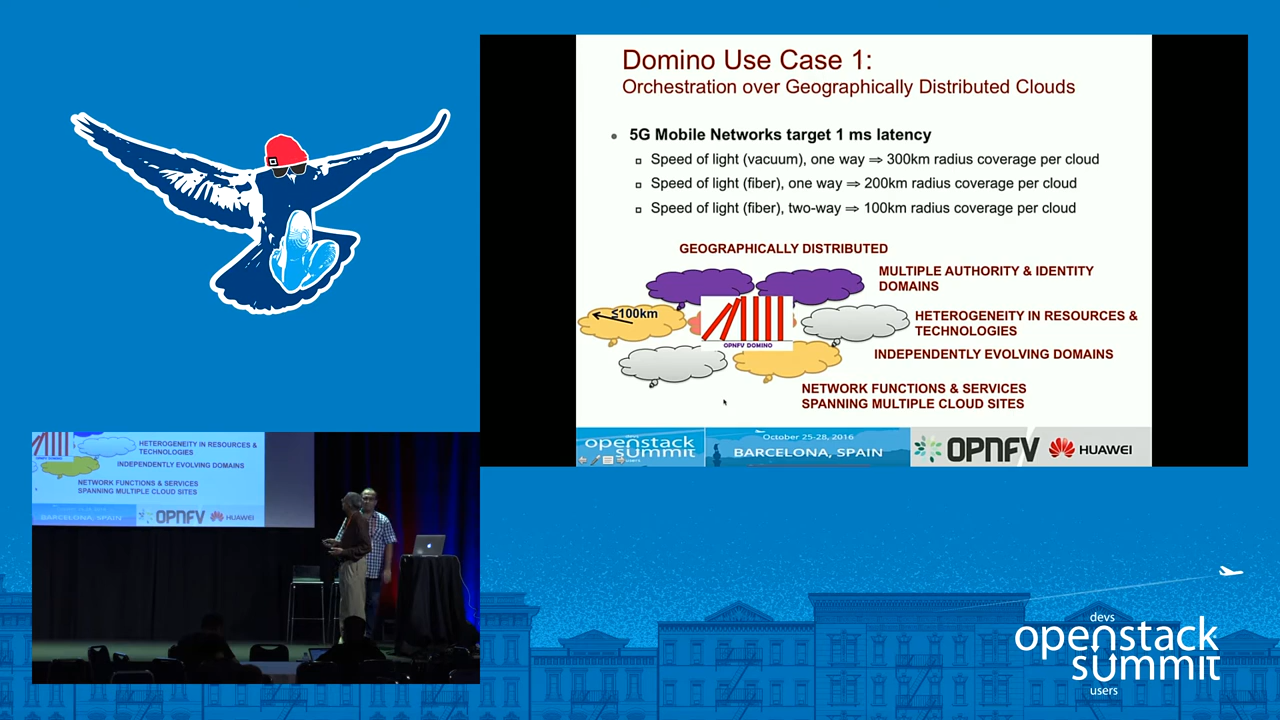 Domino Use Case 1:
Orchestration over Geographically Distributed Clouds
5G Mobile Networks target 1 ms latency
Speed of light (vacuum), one way ⇒ 300km radius coverage per cloud
Speed of light (fiber), one way ⇒ 200km radius coverage per cloud
Speed of light (fiber), two-way ⇒ 100km radius coverage per cloud
GEOGRAPHICALLY DISTRIBUTED
MULTIPLE AUTHORITY & IDENTITY
DOMAINS
≤100km
OPNFV DOMINO
HETEROGENEITY IN RESOURCES &
TECHNOLOGIES
INDEPENDENTLY EVOLVING DOMAINS
NETWORK FUNCTIONS & SERVICES
SPANNING MULTIPLE CLOUD SITES
openstack
summit
users
October 25-28, 2016
BARCELONA, SPAIN
OPNFV
HUAWEI
HETEROGENEITY IN RESOURCES &
TECHNOLOGIES
INDEPENDENTLY EVOLVING DOMAINS
NETWORK FUNCTIONS & SERVICES
SPANNING MULTIPLE CLOUD SITES
BARCELONA, SPAIN
OPNFV
HUAWEI
devs
openstack
summit
users